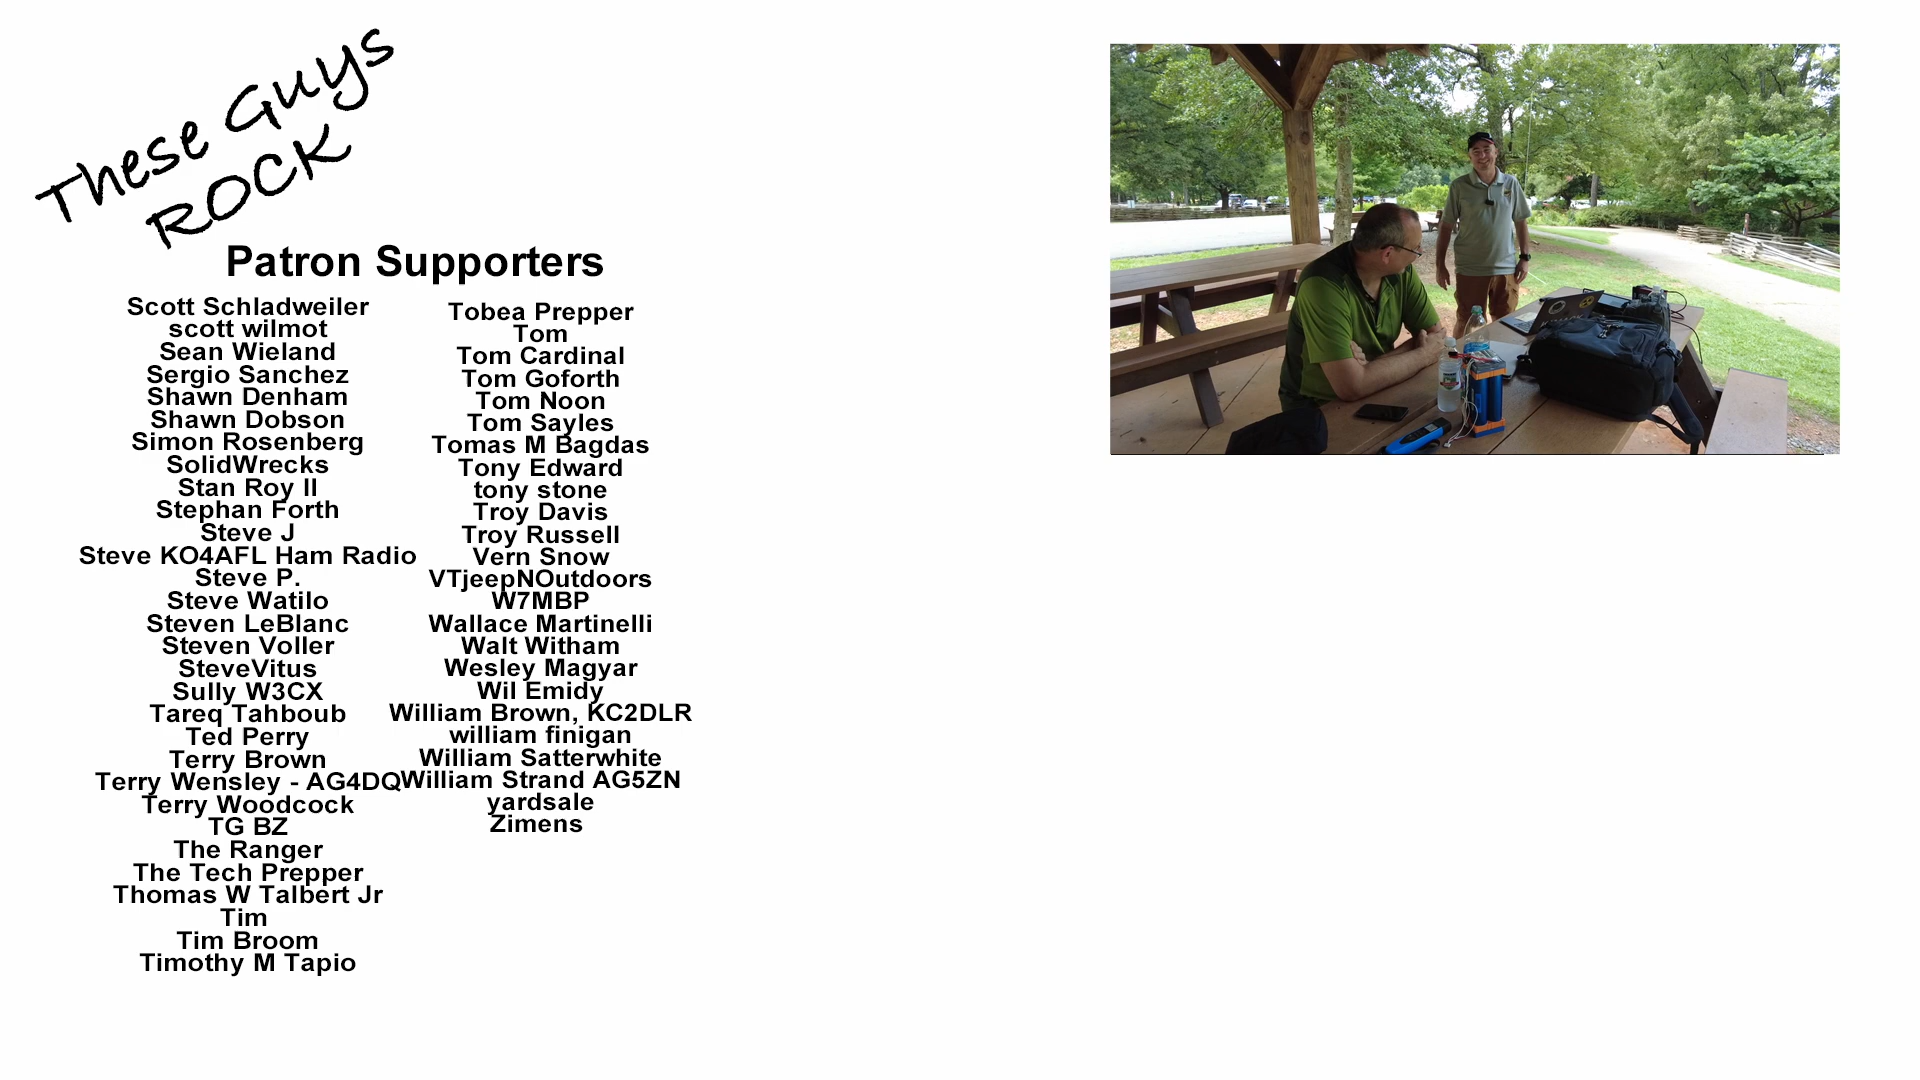 These Guys
ROCK
Patron Supporters
Scott Schladweiler
scott wilmot
Sean Wieland
Sergio Sanchez
Shawn Denham
Shawn Dobson
Simon Rosenberg
SolidWrecks
Stan Roy II
Stephan Forth
Steve J
Steve KO4AFL Ham Radio
Steve P.
Steve Watilo
Steven LeBlanc
Steven Voller
SteveVitus
Sully W3CX
Tareq Tahboub
Ted Perry
Terry Brown
Terry Wensley - AG4DQ
Terry Woodcock
TG BZ
The Ranger
The Tech Prepper
Thomas W Talbert Jr
Tim
Tim Broom
Timothy M Tapio
Tobea Prepper
Tom
Tom Cardinal
Tom Goforth
Tom Noon
Tom Sayles
Tomas M Bagdas
Tony Edward
tony stone
Troy Davis
Troy Russell
Vern Snow
VTjeepNOutdoors
W7MBP
Wallace Martinelli
Walt Witham
Wesley Magyar
Wil Emidy
William Brown, KC2DLR
william finigan
William Satterwhite
William Strand AG5ZN
yardsale
Zimens